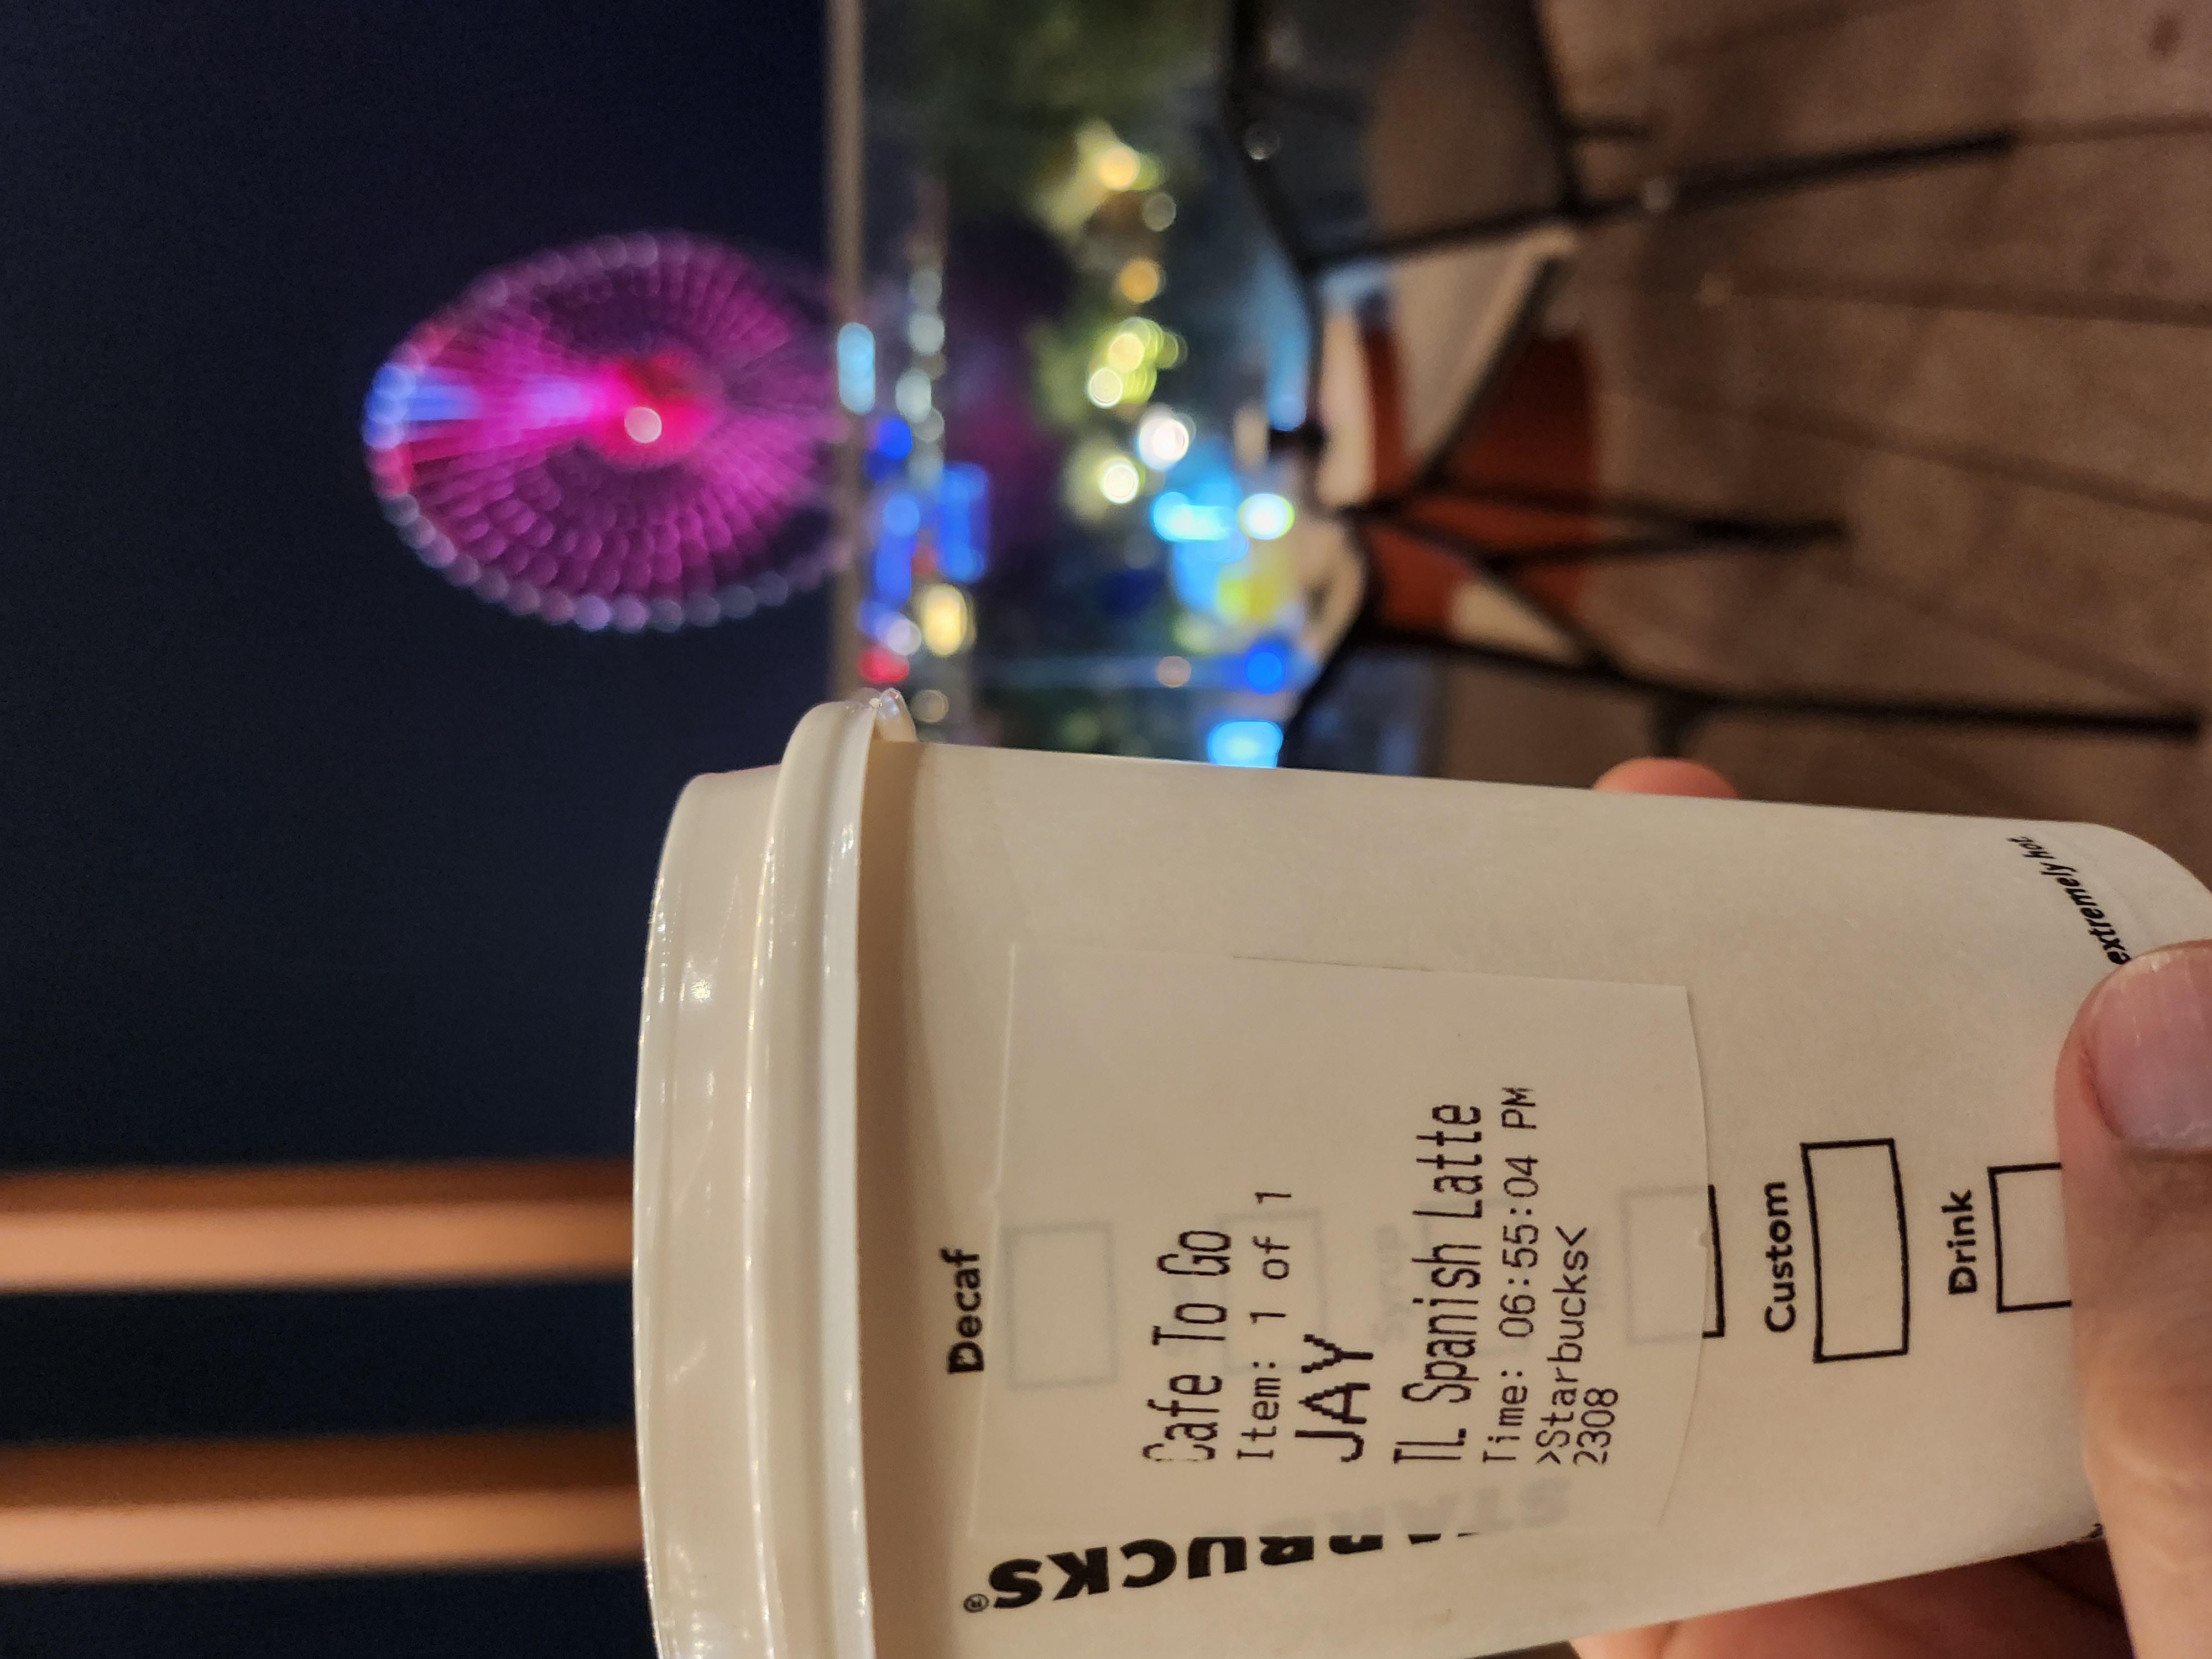 Decaf
Cafe To Go
Item: 1 of 1
JAY
TL Spanish Latte
Time: 06:55:04 PM
>Starbucks<
2308
Syrup
Custom
Drink
STARBUCKS®
extremely hot.